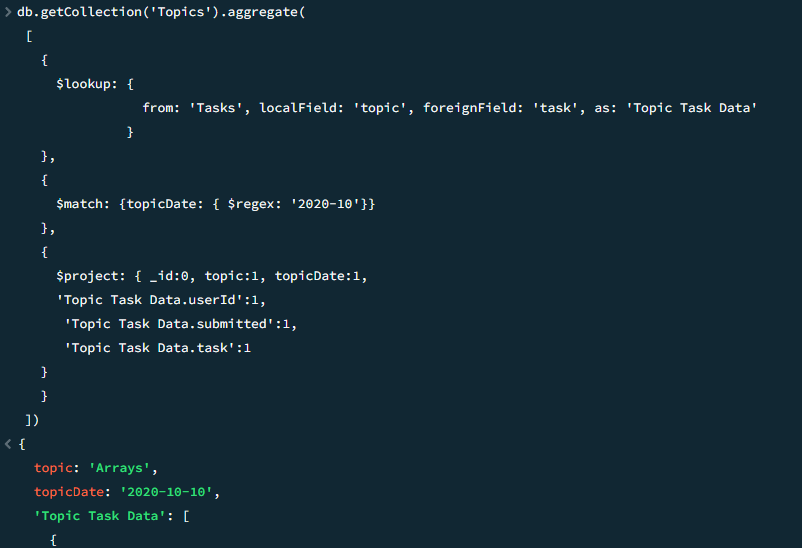 > db.getCollection('Topics').aggregate(
[
{
$lookup: {
from: 'Tasks', localField: 'topic', foreignField: 'task', as: 'Topic Task Data'
}
},
{
$match: {topicDate: { $regex: '2020-10'}}
},
{
$project: { _id:0, topic:1, topicDate:1,
'Topic Task Data.userId':1,
'Topic Task Data.submitted':1,
'Topic Task Data.task':1
}
}
])
< {
topic: 'Arrays',
topicDate: '2020-10-10',
'Topic Task Data': [
{